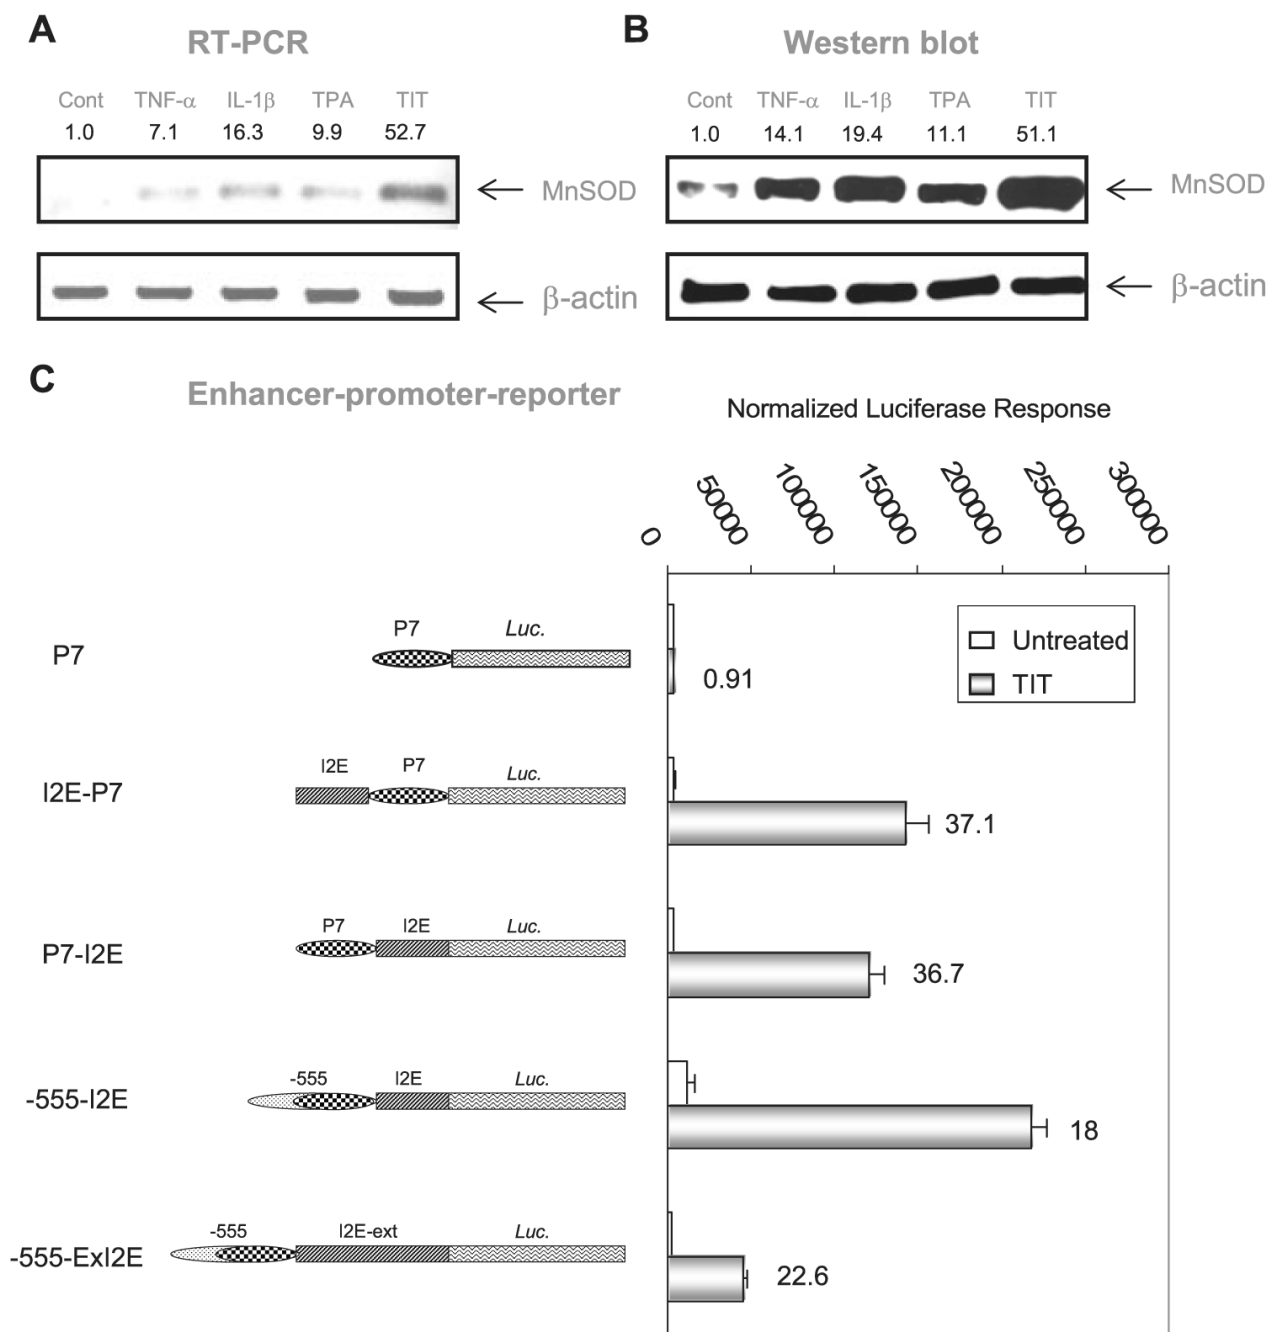 A
RT-PCR
Cont TNF-α IL-1β TPA TIT
1.0 7.1 16.3 9.9 52.7
MnSOD
β-actin
B
Western blot
Cont TNF-α IL-1β TPA TIT
1.0 14.1 19.4 11.1 51.1
MnSOD
β-actin
C
Enhancer-promoter-reporter
Normalized Luciferase Response
0 50000 100000 150000 200000 250000 300000
Untreated
TIT
P7
P7 Luc.
0.91
I2E-P7
I2E P7 Luc.
37.1
P7-I2E
P7 I2E Luc.
36.7
-555-I2E
-555 I2E Luc.
18
-555-ExI2E
-555 I2E-ext Luc.
22.6